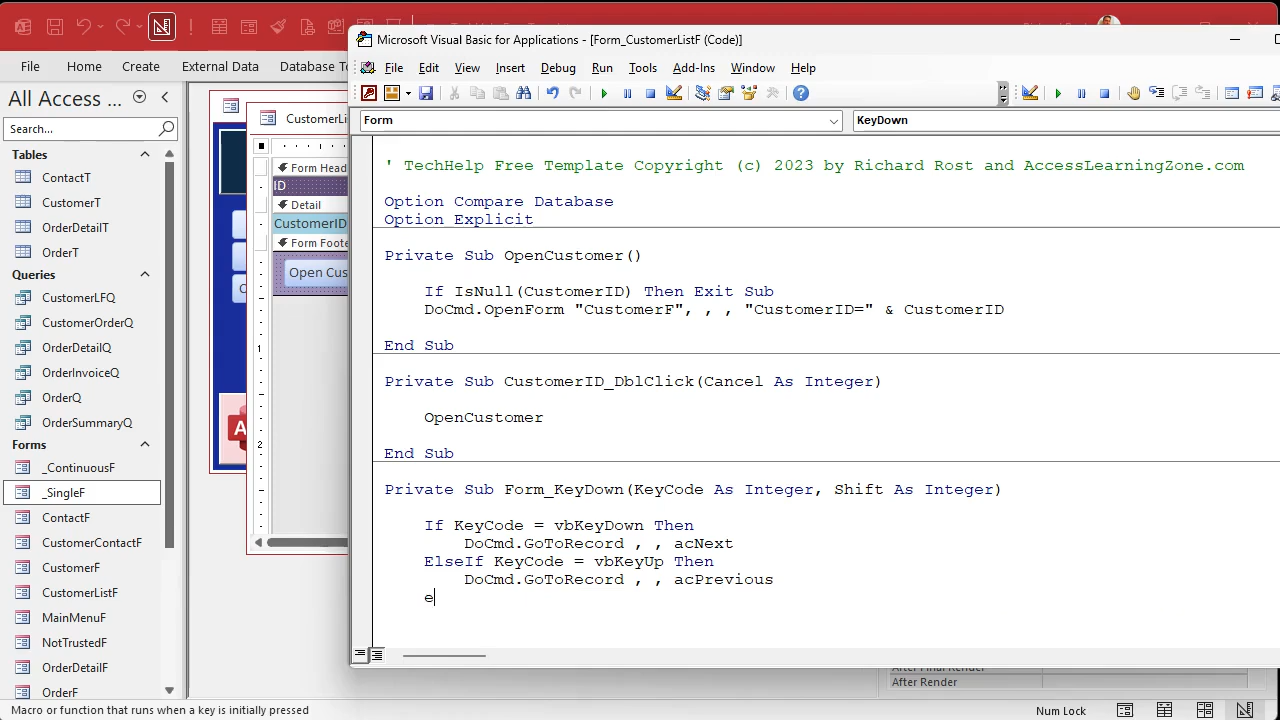 Microsoft Visual Basic for Applications - [Form_CustomerListF (Code)]
File Home Create External Data Database T
File Edit View Insert Debug Run Tools Add-Ins Window Help
All Access ...
Search...
Tables
ContactT
CustomerT
OrderDetailT
OrderT
Queries
CustomerLFQ
CustomerOrderQ
OrderDetailQ
OrderInvoiceQ
OrderQ
OrderSummaryQ
Forms
_ContinuousF
_SingleF
ContactF
CustomerContactF
CustomerF
CustomerListF
MainMenuF
NotTrustedF
OrderDetailF
OrderF
CustomerLis
Form Head
ID
Detail
CustomerID
Form Foote
Open Cus
1
2
Form
KeyDown
' TechHelp Free Template Copyright (c) 2023 by Richard Rost and AccessLearningZone.com
Option Compare Database
Option Explicit
Private Sub OpenCustomer()
If IsNull(CustomerID) Then Exit Sub
DoCmd.OpenForm "CustomerF", , , "CustomerID=" & CustomerID
End Sub
Private Sub CustomerID_DblClick(Cancel As Integer)
OpenCustomer
End Sub
Private Sub Form_KeyDown(KeyCode As Integer, Shift As Integer)
If KeyCode = vbKeyDown Then
DoCmd.GoToRecord , , acNext
ElseIf KeyCode = vbKeyUp Then
DoCmd.GoToRecord , , acPrevious
e
After Final Render
After Render
Macro or function that runs when a key is initially pressed
Num Lock